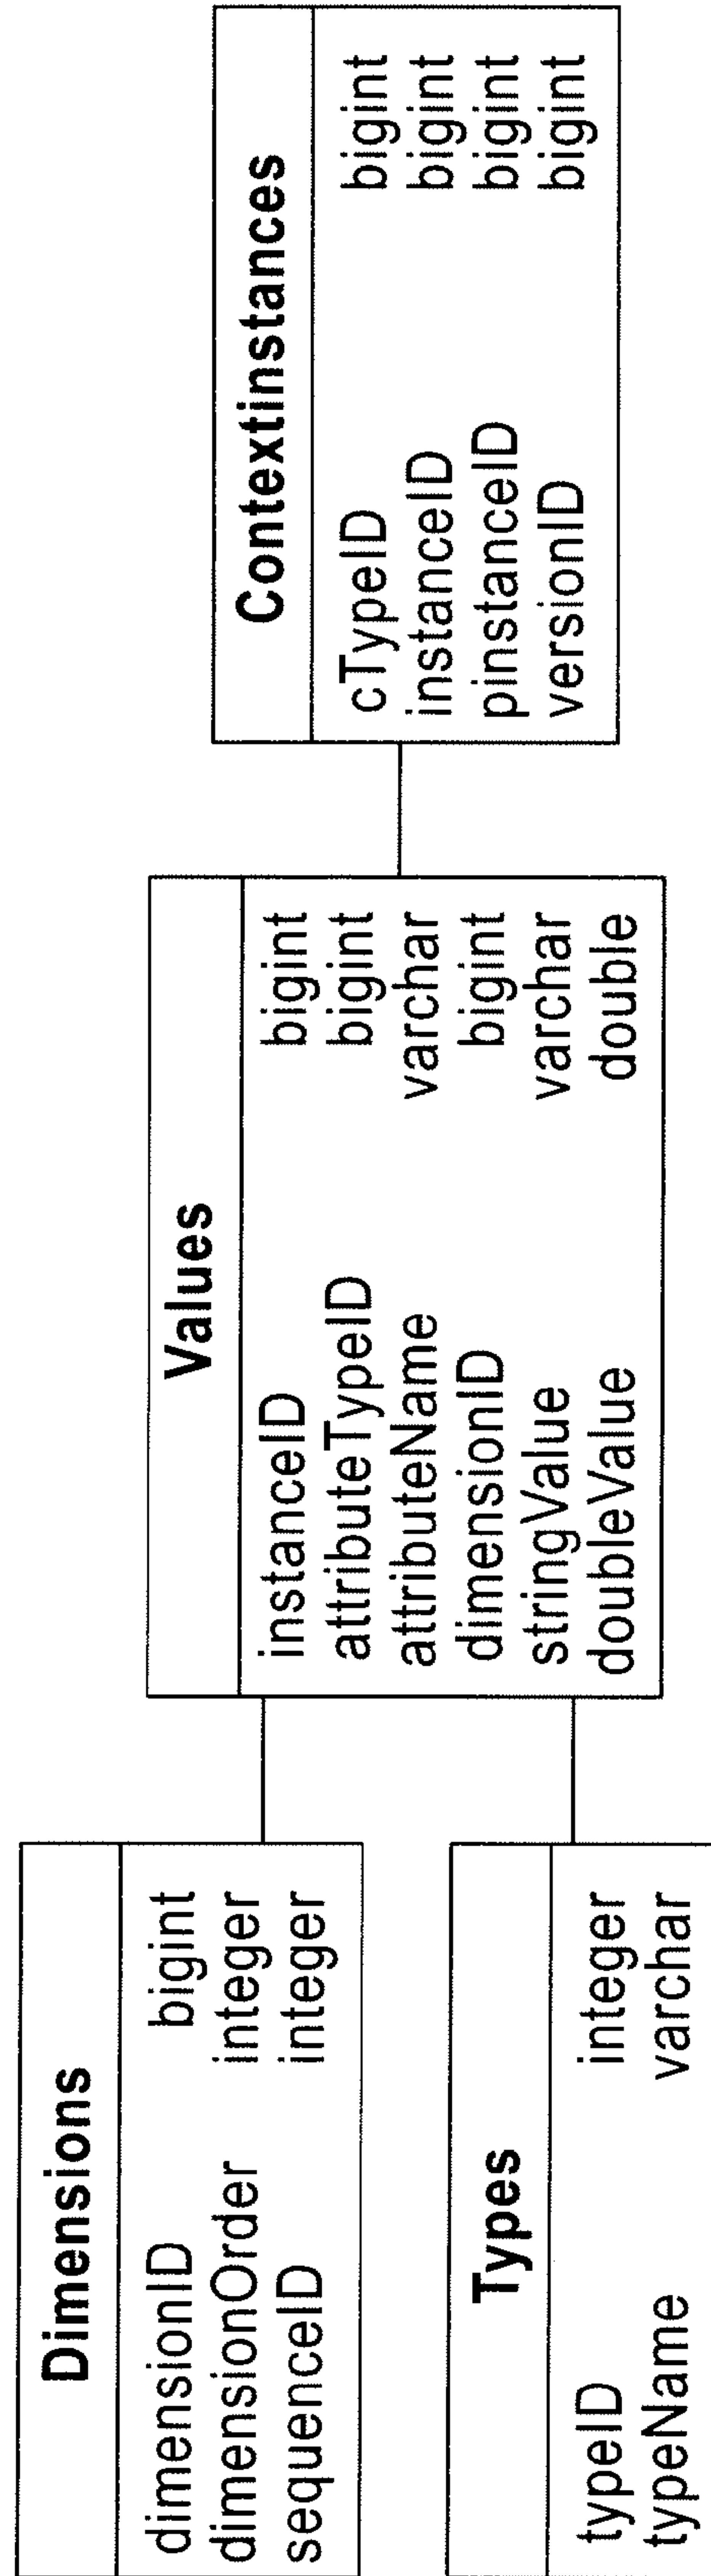 Dimensions
dimensionID bigint
dimensionOrder integer
sequenceID integer
Types
typeID integer
typeName varchar
Values
instanceID bigint
attributeTypeID bigint
attributeName varchar
dimensionID bigint
stringValue varchar
doubleValue double
Contextinstances
cTypeID bigint
instanceID bigint
pinstanceID bigint
versionID bigint